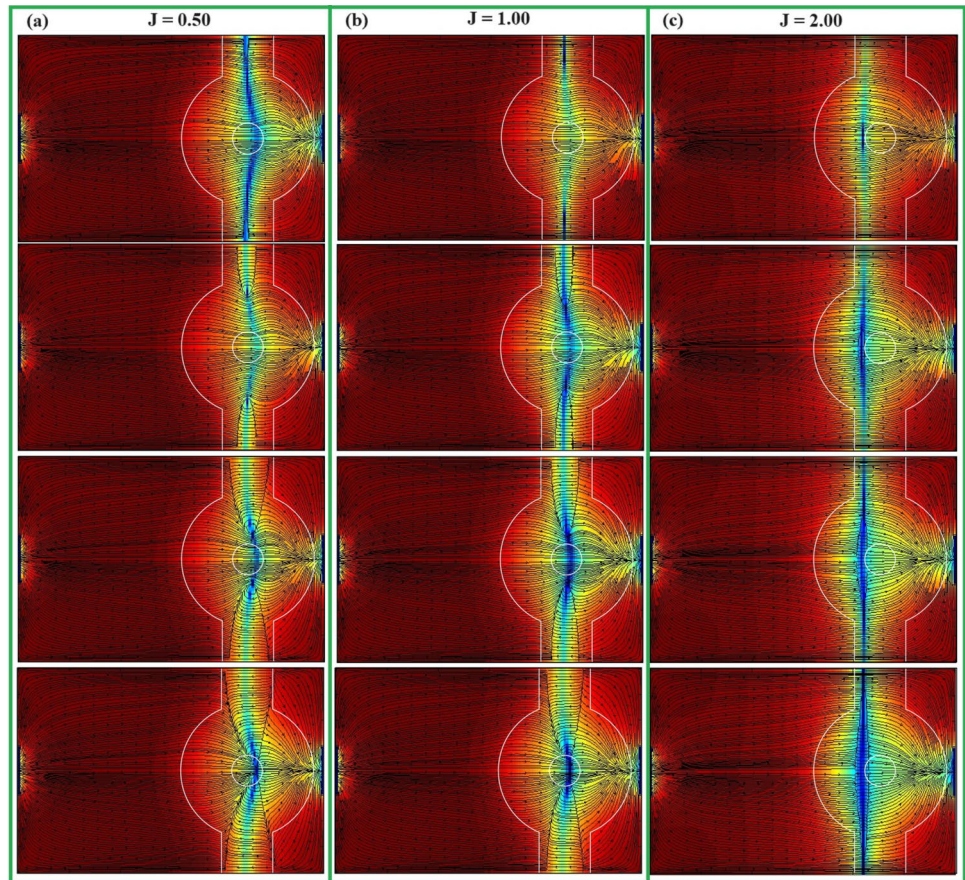 (a) J = 0.50
(b) J = 1.00
(c) J = 2.00